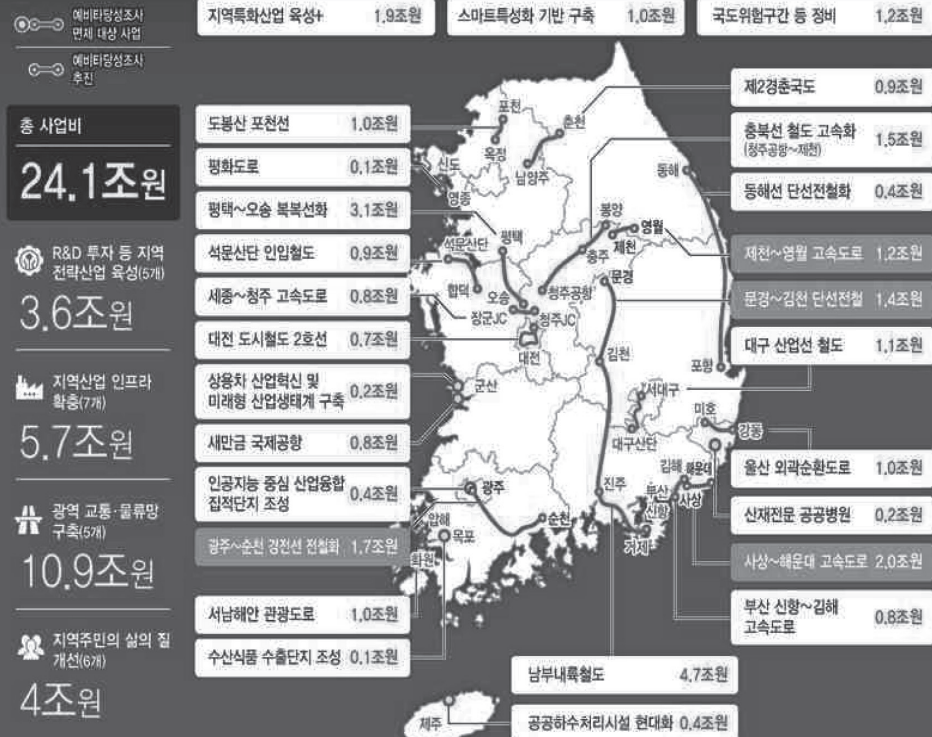 예비타당성조사
면제 대상 사업
예비타당성조사
추진
지역특화산업 육성+ 1.9조원
스마트특성화 기반 구축 1.0조원
국도위험구간 등 정비 1.2조원
총 사업비
24.1조원
R&D 투자 등 지역
전략산업 육성(5개)
3.6조원
지역산업 인프라
확충(7개)
5.7조원
광역 교통·물류망
구축(5개)
10.9조원
지역주민의 삶의 질
개선(6개)
4조원
도봉산 포천선 1.0조원
평화도로 0.1조원
평택~오송 복복선화 3.1조원
석문산단 인입철도 0.9조원
세종~청주 고속도로 0.8조원
대전 도시철도 2호선 0.7조원
상용차 산업혁신 및
미래형 산업생태계 구축 0.2조원
새만금 국제공항 0.8조원
인공지능 중심 산업융합
집적단지 조성 0.4조원
광주~순천 경전선 전철화 1.7조원
서남해안 관광도로 1.0조원
수산식품 수출단지 조성 0.1조원
포천
옥정
춘천
남양주
신도
영종
동해
봉양
영월
제천
충주
석문산단
평택
합덕
오송
청주공항
문경
장군JC
청주JC
대전
김천
군산
포항
서대구
대구산단
미호
강동
김해
해운대
부산
신항
사상
진주
거제
광주
순천
압해
목포
화원
제주
제2경춘국도 0.9조원
충북선 철도 고속화
(청주공항~제천) 1.5조원
동해선 단선전철화 0.4조원
제천~영월 고속도로 1.2조원
문경~김천 단선전철 1.4조원
대구 산업선 철도 1.1조원
울산 외곽순환도로 1.0조원
산재전문 공공병원 0.2조원
사상~해운대 고속도로 2.0조원
부산 신항~김해
고속도로 0.8조원
남부내륙철도 4.7조원
공공하수처리시설 현대화 0.4조원